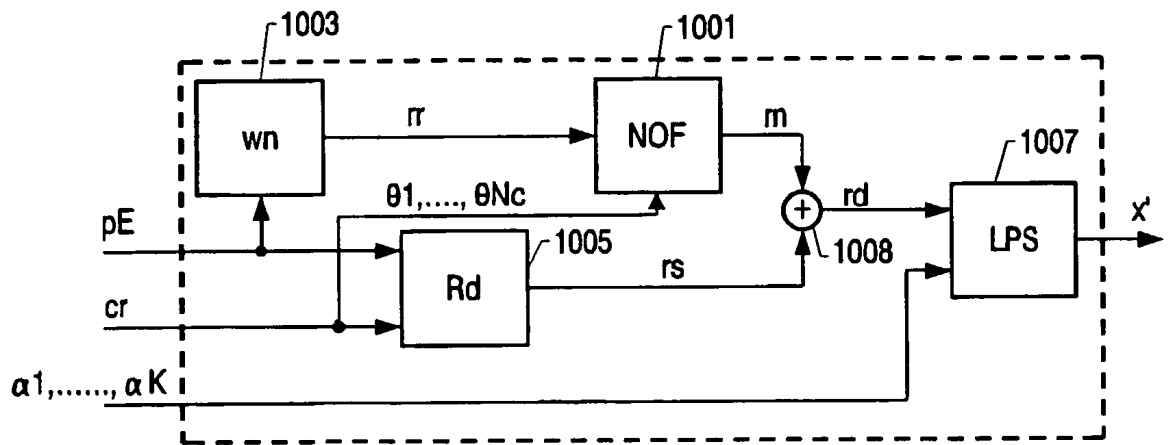 1003
1001
wn
rr
NOF
rn
1007
θ1,...., θNc
rd
LPS
x'
pE
1005
1008
Rd
rs
cr
α1,......, αK